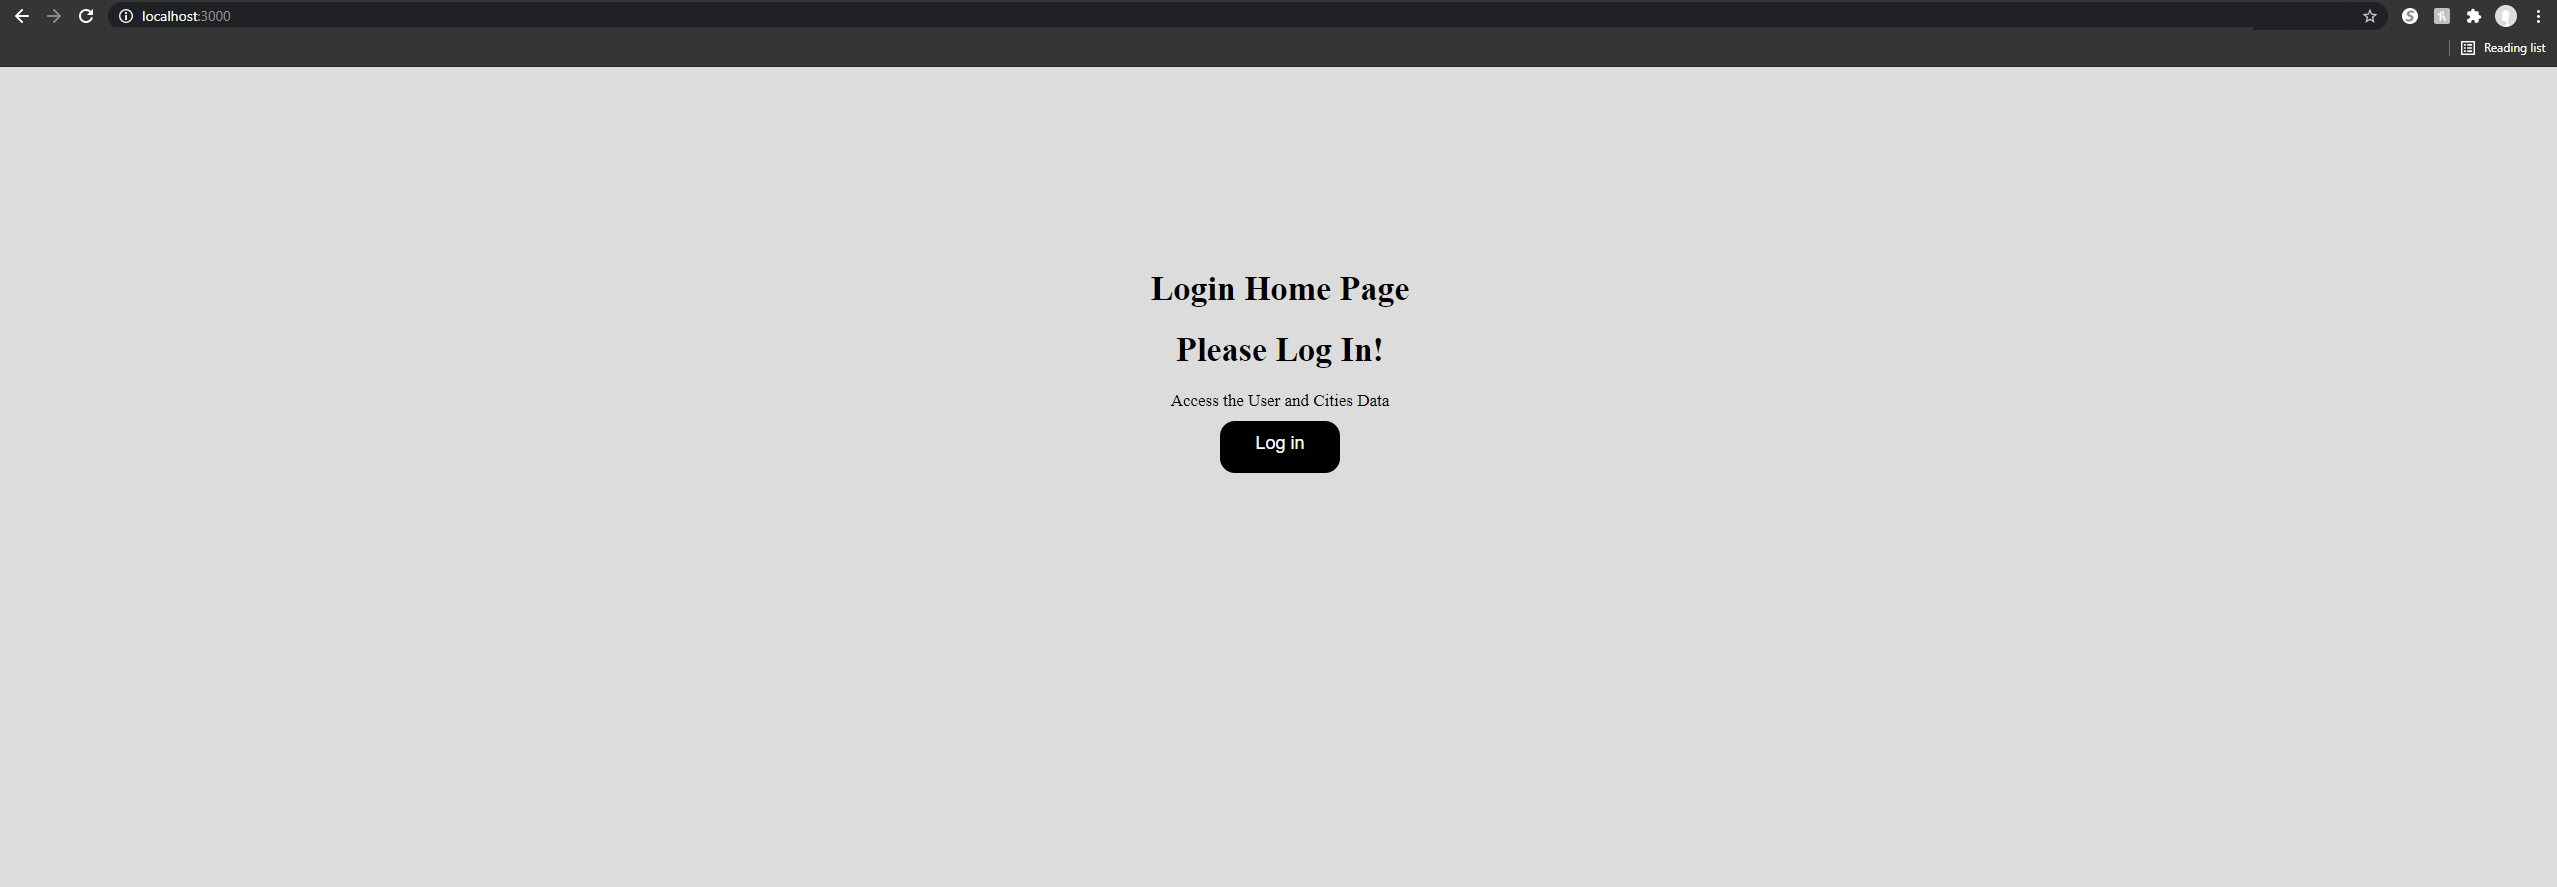 localhost:3000
Reading list
Login Home Page
Please Log In!
Access the User and Cities Data
Log in